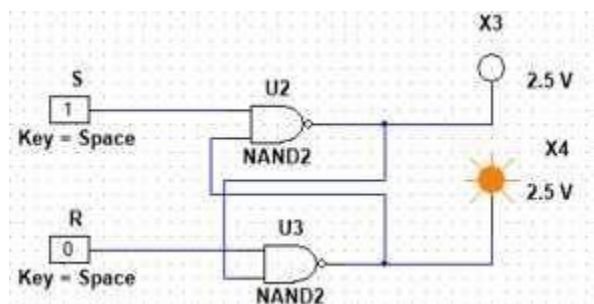 X3
2.5 V
S
1
Key = Space
U2
NAND2
X4
2.5 V
R
0
Key = Space
U3
NAND2